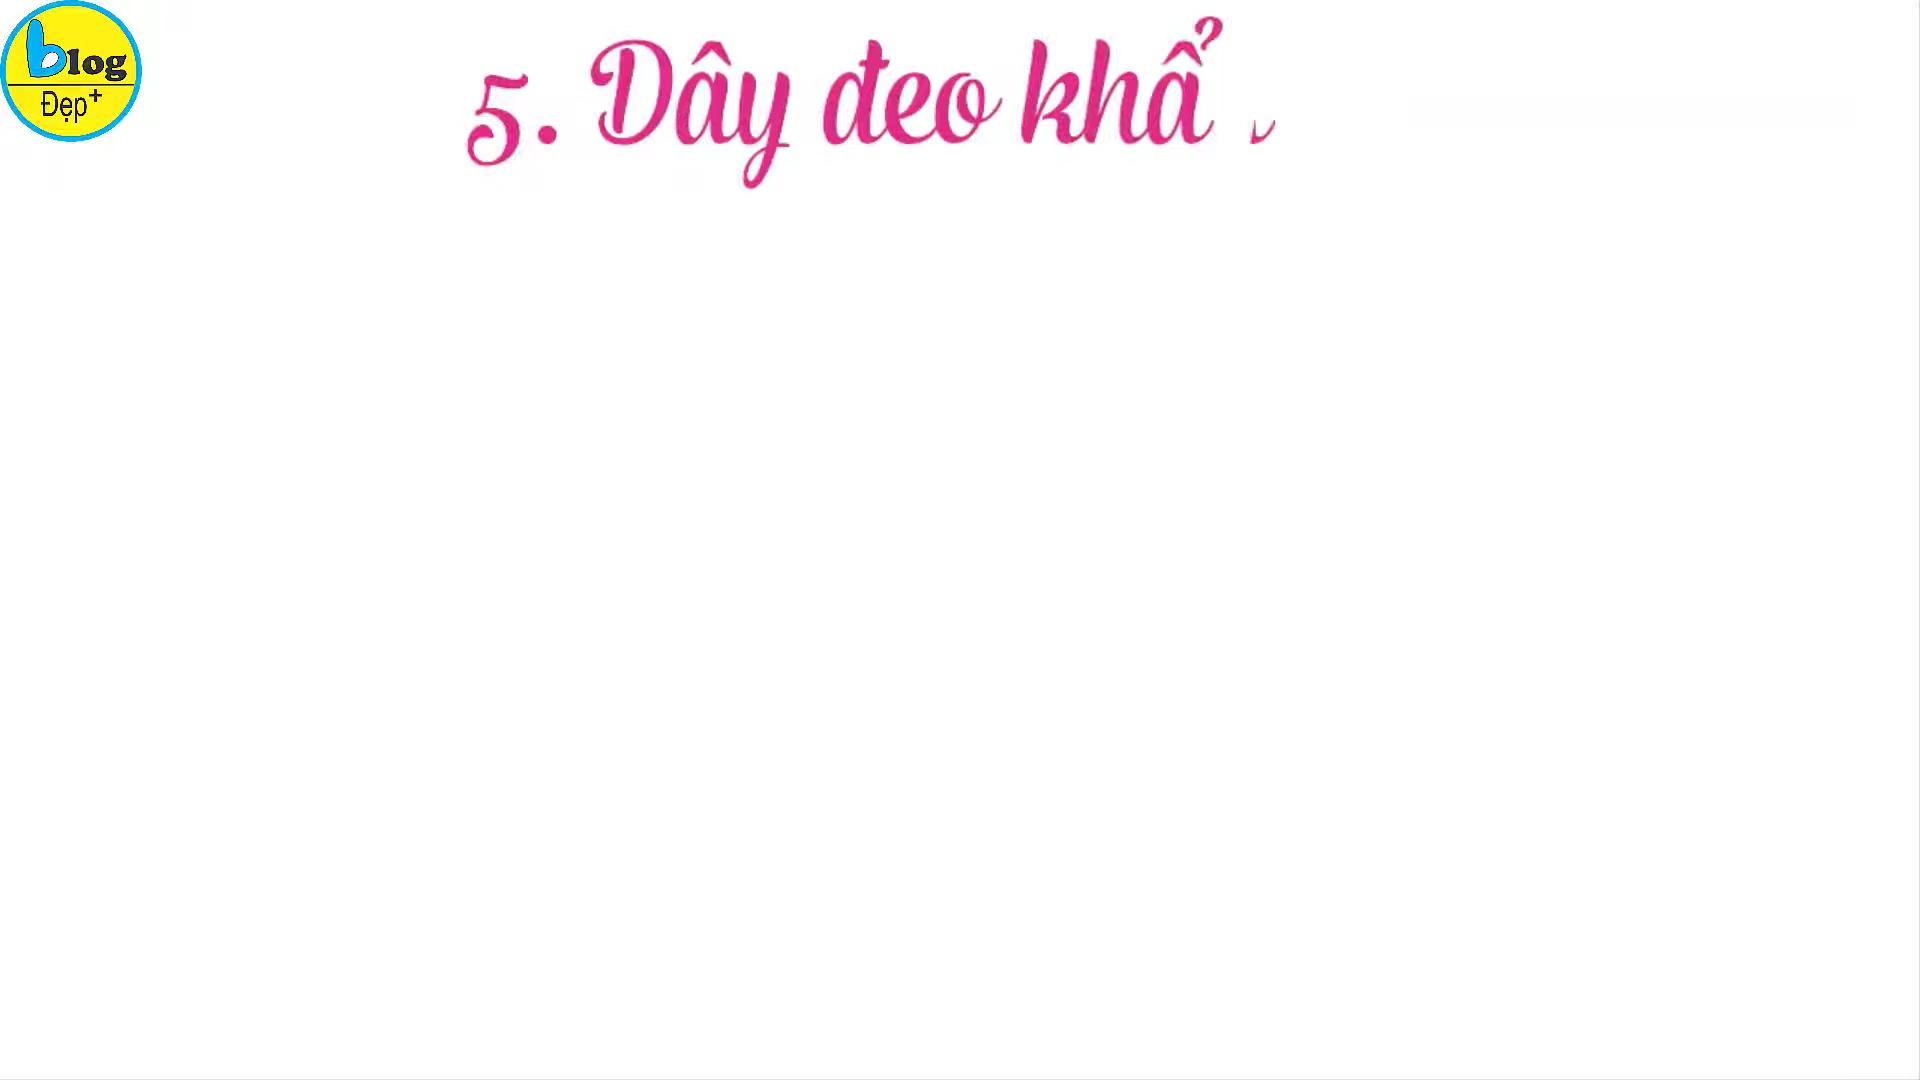 blog
Đẹp+
5. Dây đeo khẩ